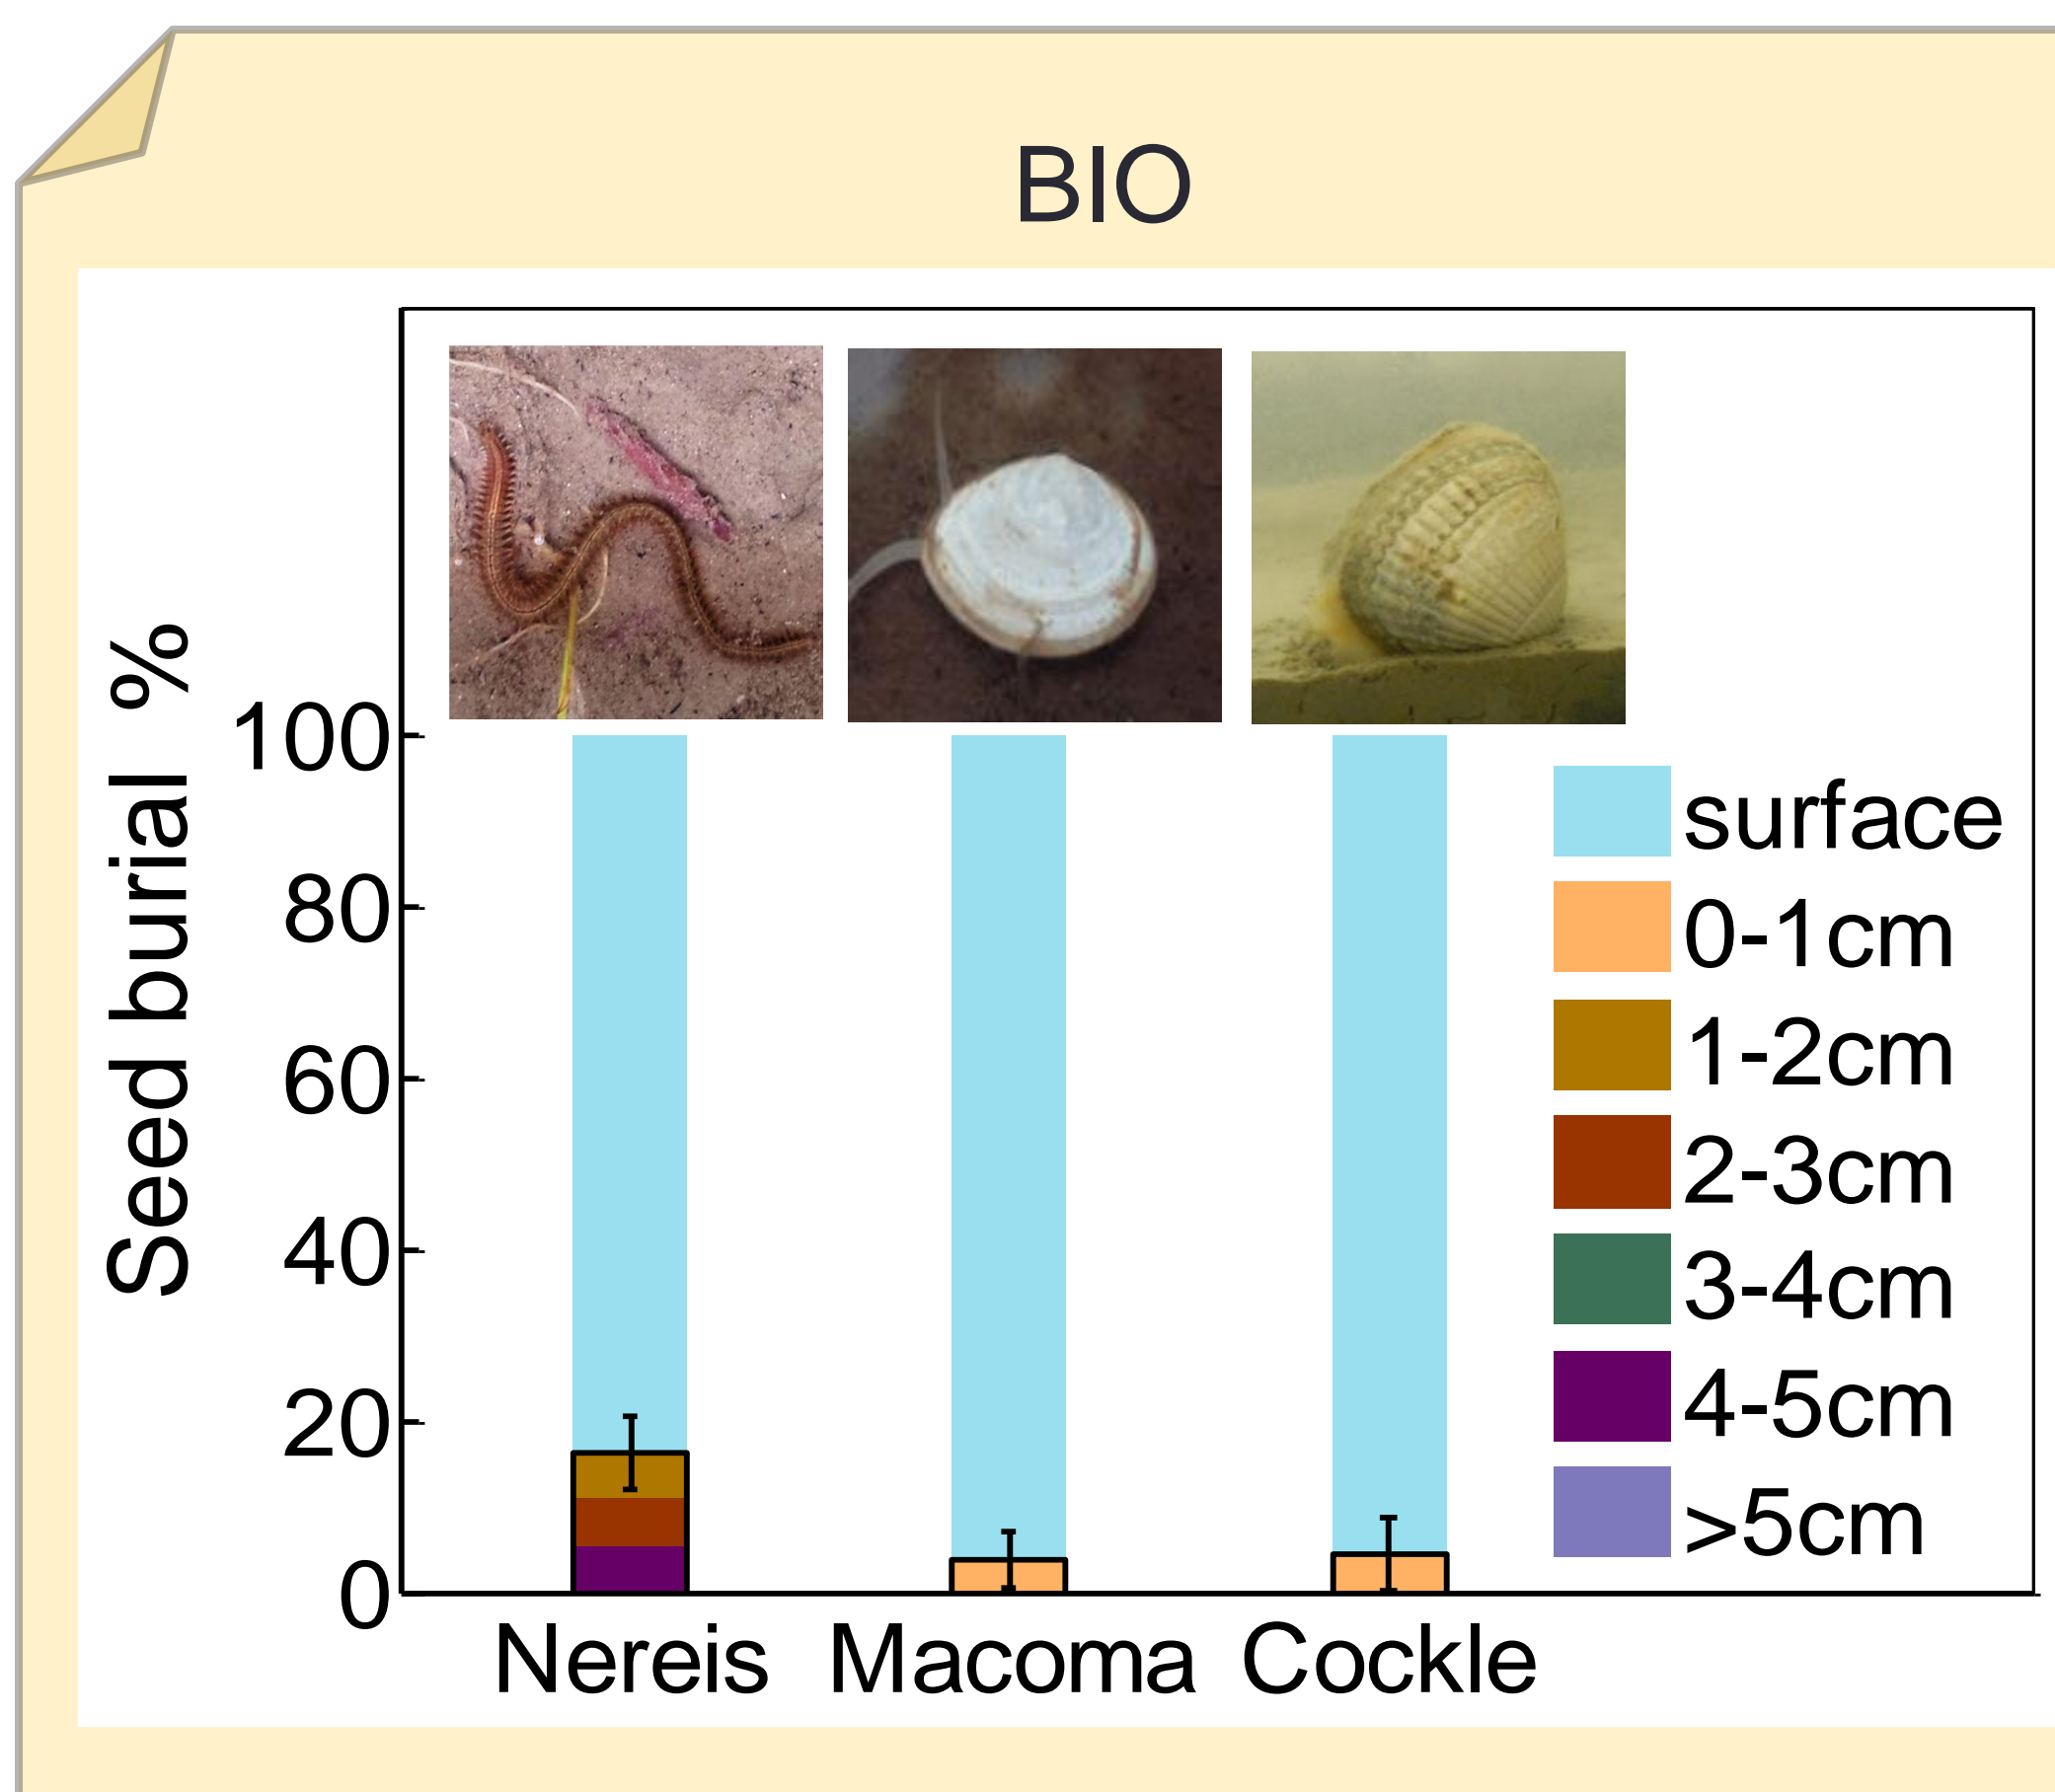 BIO
Seed burial %
100
80
60
40
20
0
surface
0-1cm
1-2cm
2-3cm
3-4cm
4-5cm
>5cm
Nereis Macoma Cockle